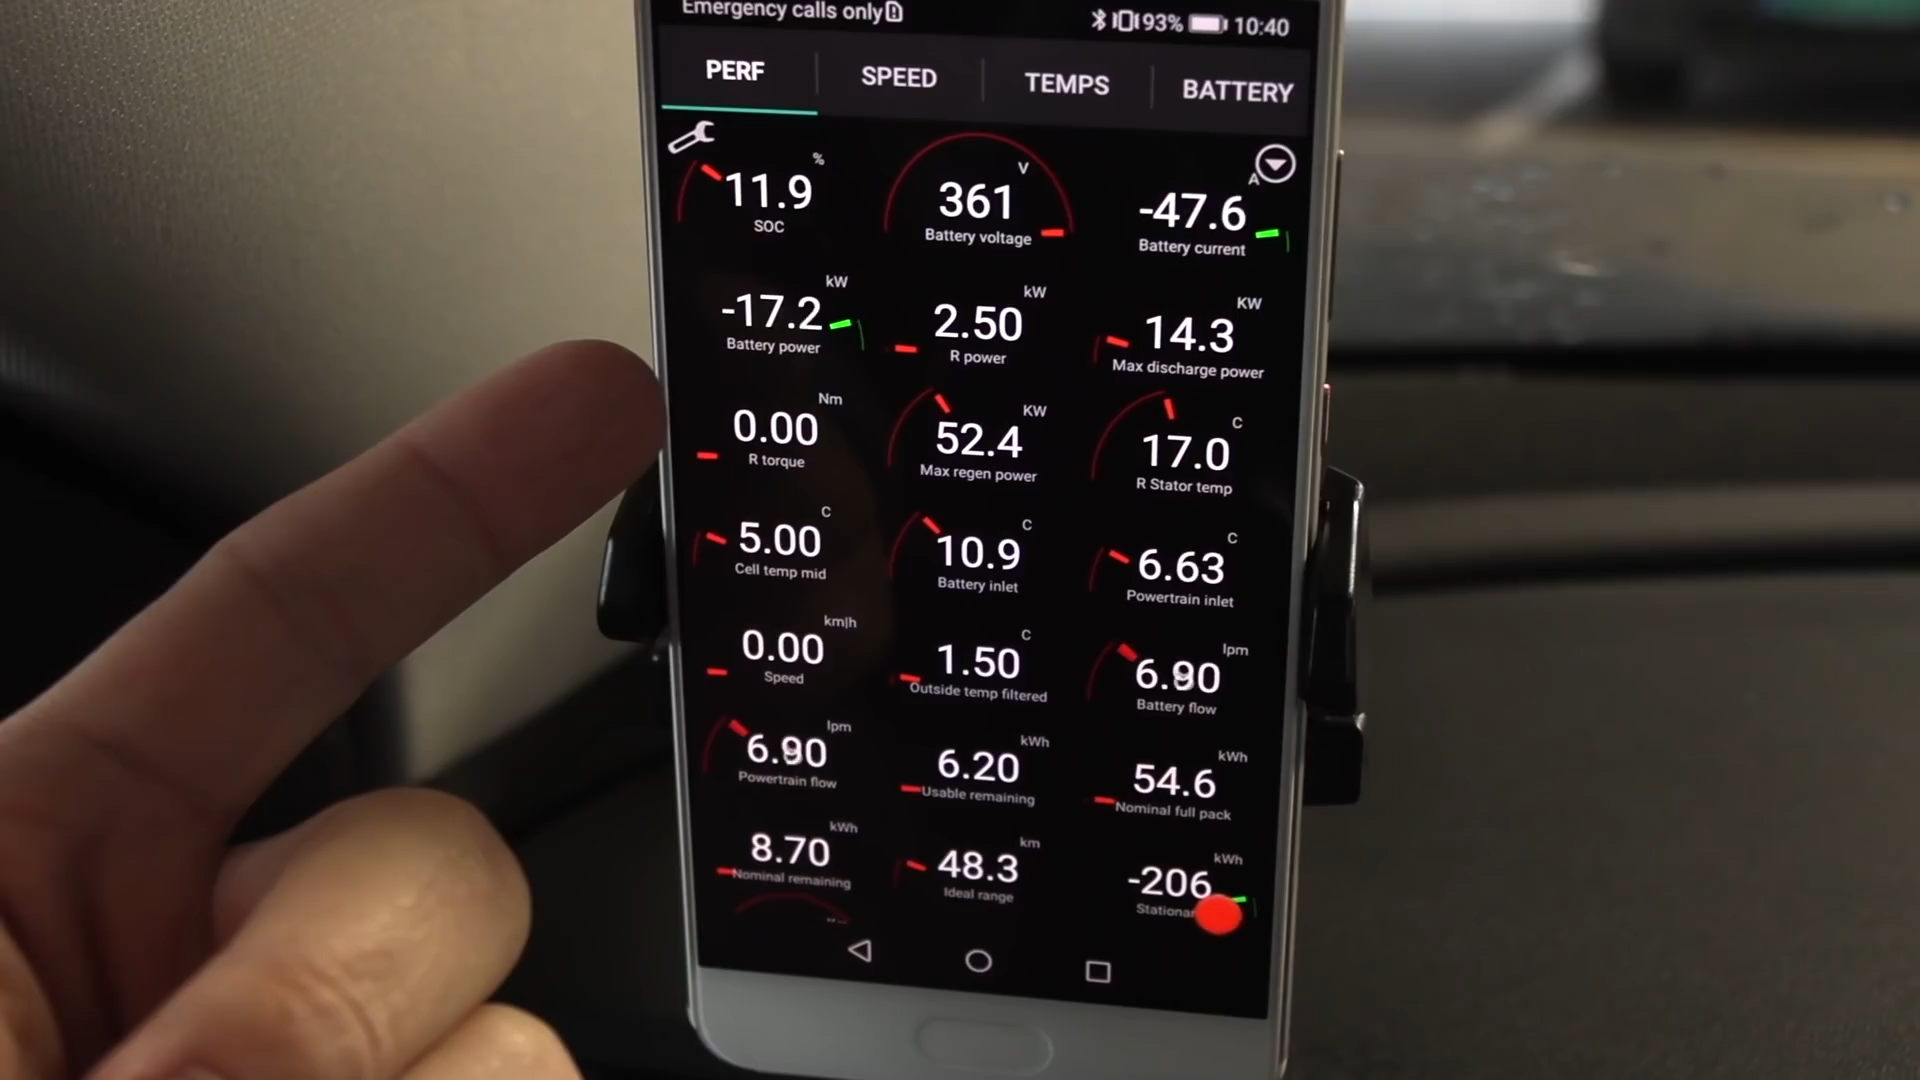 Emergency calls only 93% 10:40
PERF SPEED TEMPS BATTERY
% V A
11.9 361 -47.6
SOC Battery voltage Battery current
kW kW KW
-17.2 2.50 14.3
Battery power R power Max discharge power
Nm KW C
0.00 52.4 17.0
R torque Max regen power R Stator temp
C C C
5.00 10.9 6.63
Cell temp mid Battery inlet Powertrain inlet
km|h C lpm
0.00 1.50
Speed Outside temp filtered Battery flow
lpm kWh kWh
6.20 54.6
Powertrain flow Usable remaining Nominal full pack
kWh km kWh
8.70 48.3 -206
Nominal remaining Ideal range